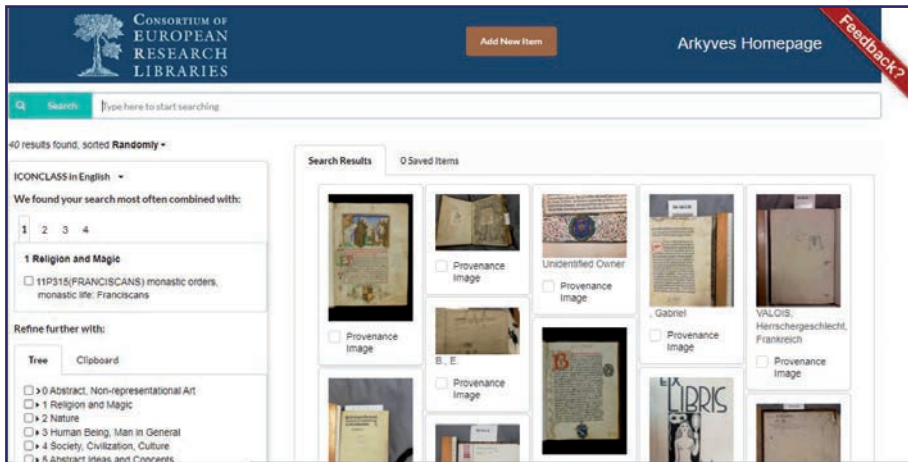 CONSORTIUM OF
EUROPEAN
RESEARCH
LIBRARIES
Add New Item
Arkyves Homepage
Feedback?
Search
Type here to start searching
40 results found, sorted Randomly
ICONCLASS in English
We found your search most often combined with:
1 2 3 4
1 Religion and Magic
11P315(FRANCISCANS) monastic orders,
monastic life: Franciscans
Refine further with:
Tree Clipboard
0 Abstract, Non-representational Art
1 Religion and Magic
2 Nature
3 Human Being, Man in General
4 Society, Civilization, Culture
5 Abstract Ideas and Concepts
Search Results 0 Saved Items
Provenance
Image
Provenance
Image
B., E.
Provenance
Image
Unidentified Owner
Provenance
Image
, Gabriel
Provenance
Image
EX
LIBRIS
VALOIS,
Herrschergeschlecht,
Frankreich
Provenance
Image